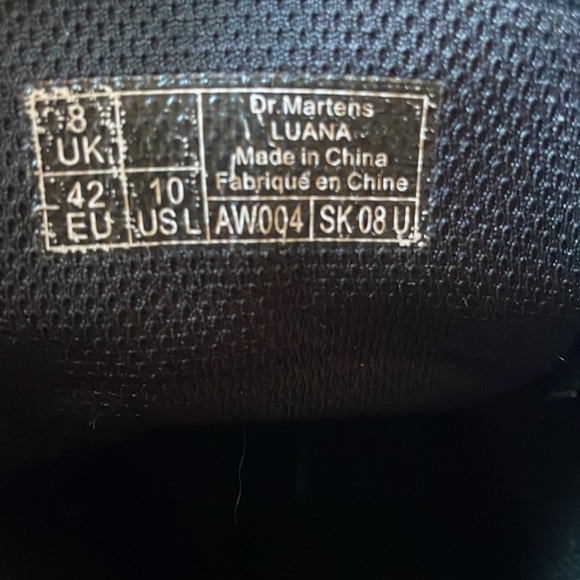 8
UK
42
EU
10
US L
Dr.Martens
LUANA
Made in China
Fabriqué en Chine
AW004
SK 08 U